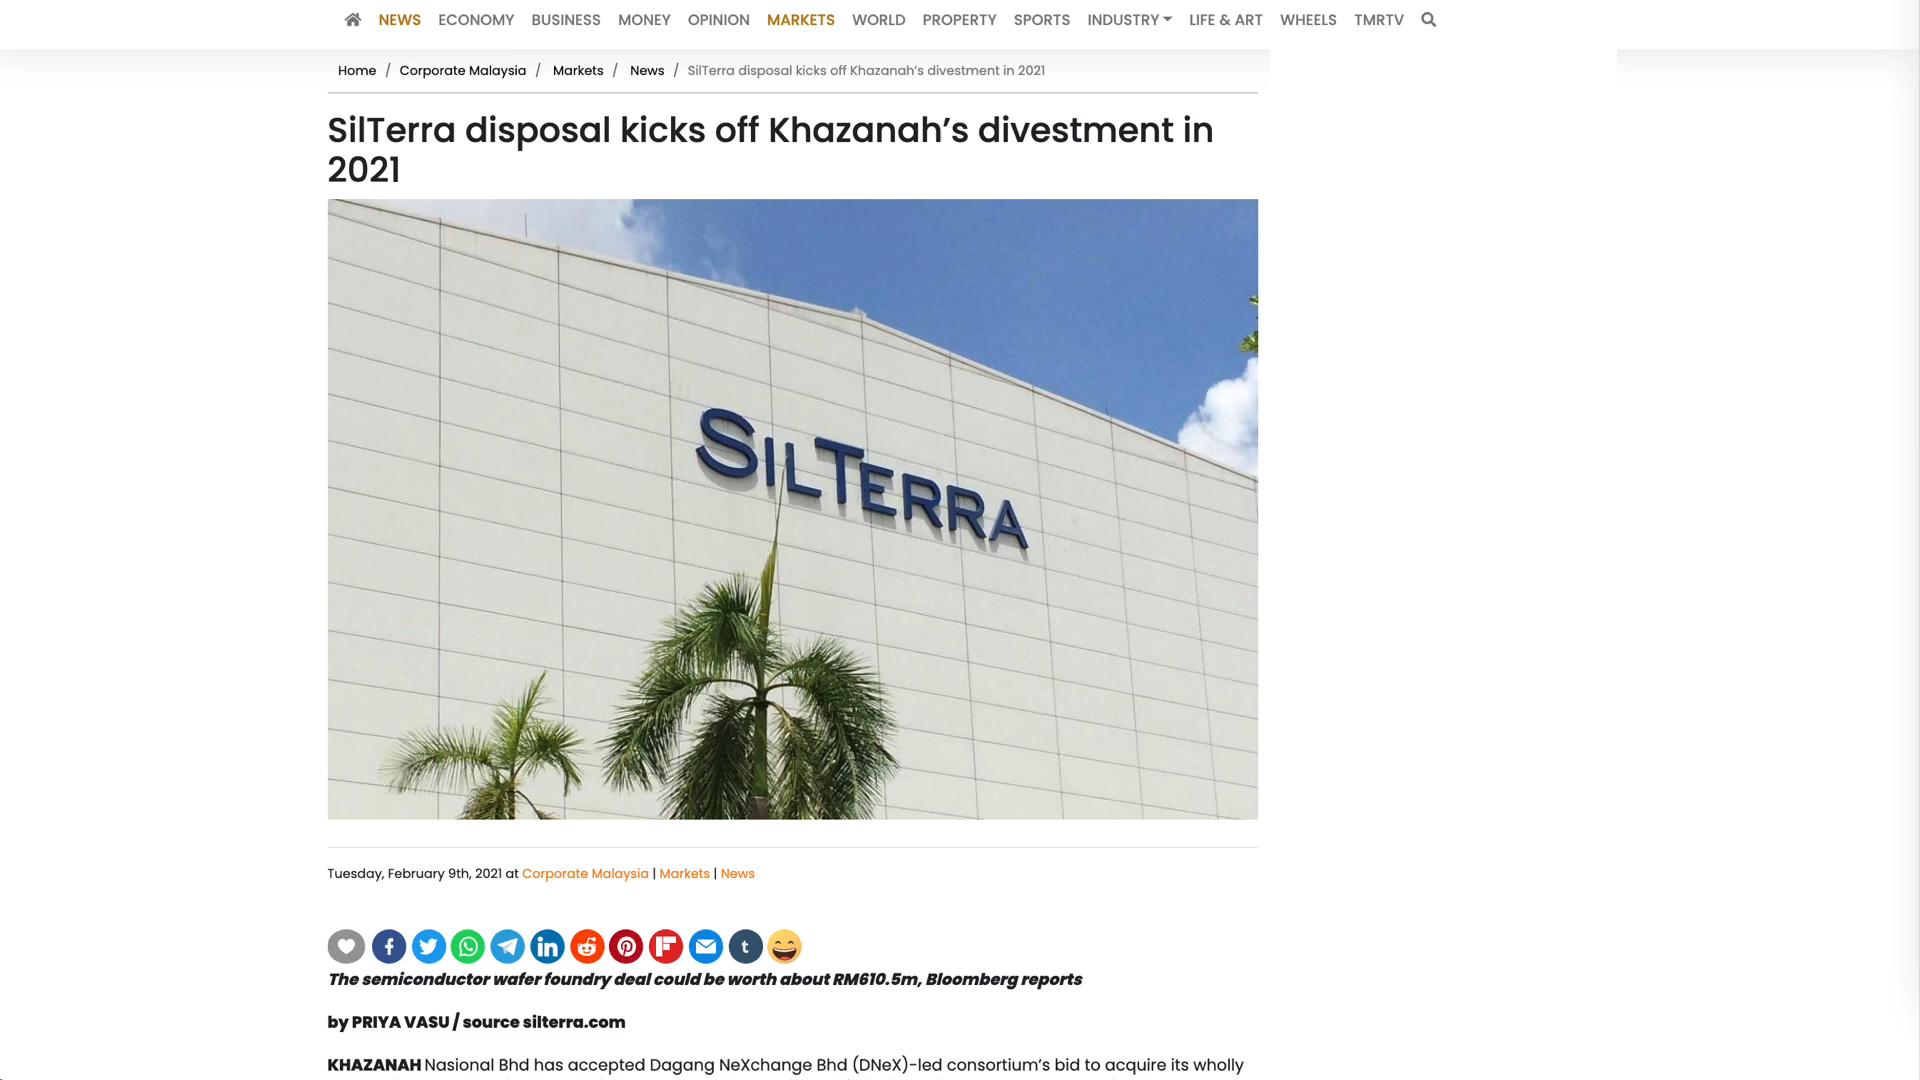 NEWS ECONOMY BUSINESS MONEY OPINION MARKETS WORLD PROPERTY SPORTS INDUSTRY LIFE & ART WHEELS TMRTV
Home / Corporate Malaysia / Markets / News / SilTerra disposal kicks off Khazanah’s divestment in 2021
SilTerra disposal kicks off Khazanah’s divestment in
2021
SILTERRA
Tuesday, February 9th, 2021 at Corporate Malaysia | Markets | News
The semiconductor wafer foundry deal could be worth about RM610.5m, Bloomberg reports
by PRIYA VASU / source silterra.com
KHAZANAH Nasional Bhd has accepted Dagang NeXchange Bhd (DNeX)-led consortium’s bid to acquire its wholly